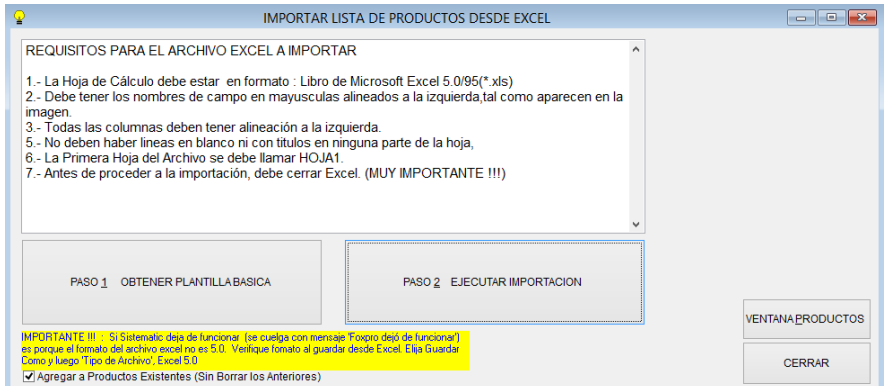 IMPORTAR LISTA DE PRODUCTOS DESDE EXCEL
REQUISITOS PARA EL ARCHIVO EXCEL A IMPORTAR
1.- La Hoja de Cálculo debe estar en formato : Libro de Microsoft Excel 5.0/95(*.xls)
2.- Debe tener los nombres de campo en mayusculas alineados a la izquierda,tal como aparecen en la
imagen.
3.- Todas las columnas deben tener alineación a la izquierda.
5.- No deben haber lineas en blanco ni con titulos en ninguna parte de la hoja,
6.- La Primera Hoja del Archivo se debe llamar HOJA1.
7.- Antes de proceder a la importación, debe cerrar Excel. (MUY IMPORTANTE !!!)
PASO 1 OBTENER PLANTILLA BASICA
PASO 2 EJECUTAR IMPORTACION
VENTANA PRODUCTOS
IMPORTANTE !!! : Si Sistematic deja de funcionar (se cuelga con mensaje 'Foxpro dejó de funcionar')
es porque el formato del archivo excel no es 5.0. Verifique fomato al guardar desde Excel. Elija Guardar
Como y luego 'Tipo de Archivo', Excel 5.0
CERRAR
Agregar a Productos Existentes (Sin Borrar los Anteriores)